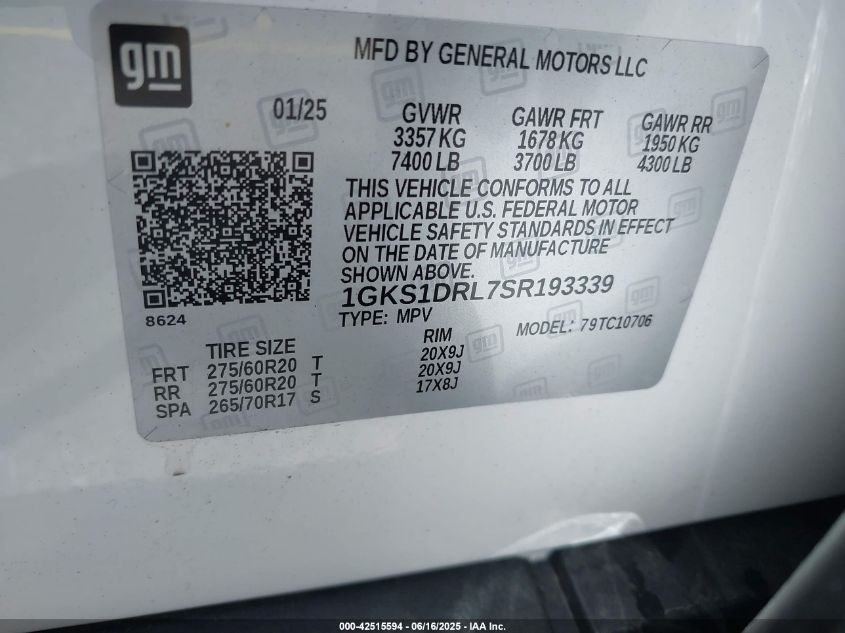 gm
MFD BY GENERAL MOTORS LLC
01/25
GVWR GAWR FRT GAWR RR
3357 KG 1678 KG 1950 KG
7400 LB 3700 LB 4300 LB
THIS VEHICLE CONFORMS TO ALL
APPLICABLE U.S. FEDERAL MOTOR
VEHICLE SAFETY STANDARDS IN EFFECT
ON THE DATE OF MANUFACTURE
SHOWN ABOVE.
1GKS1DRL7SR193339
8624
TYPE: MPV MODEL: 79TC10706
TIRE SIZE RIM
FRT 275/60R20 T 20X9J
RR 275/60R20 T 20X9J
SPA 265/70R17 S 17X8J
000-42515594 - 06/16/2025 - IAA Inc.